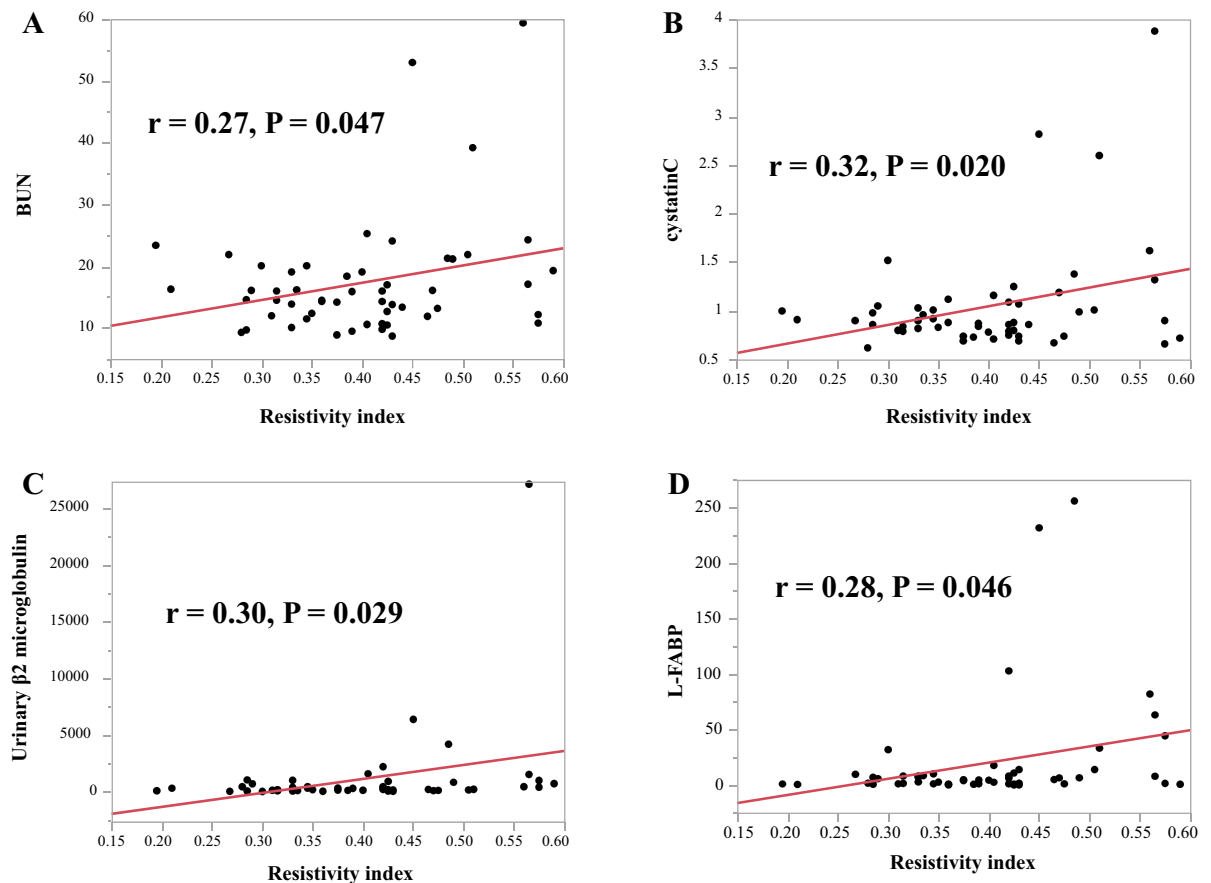 A
60
50
40
30
20
10
BUN
r = 0.27, P = 0.047
0.15 0.20 0.25 0.30 0.35 0.40 0.45 0.50 0.55 0.60
Resistivity index
B
4
3.5
3
2.5
2
1.5
1
0.5
cystatinC
r = 0.32, P = 0.020
0.15 0.20 0.25 0.30 0.35 0.40 0.45 0.50 0.55 0.60
Resistivity index
C
25000
20000
15000
10000
5000
0
Urinary β2 microglobulin
r = 0.30, P = 0.029
0.15 0.20 0.25 0.30 0.35 0.40 0.45 0.50 0.55 0.60
Resistivity index
D
250
200
150
100
50
0
L-FABP
r = 0.28, P = 0.046
0.15 0.20 0.25 0.30 0.35 0.40 0.45 0.50 0.55 0.60
Resistivity index